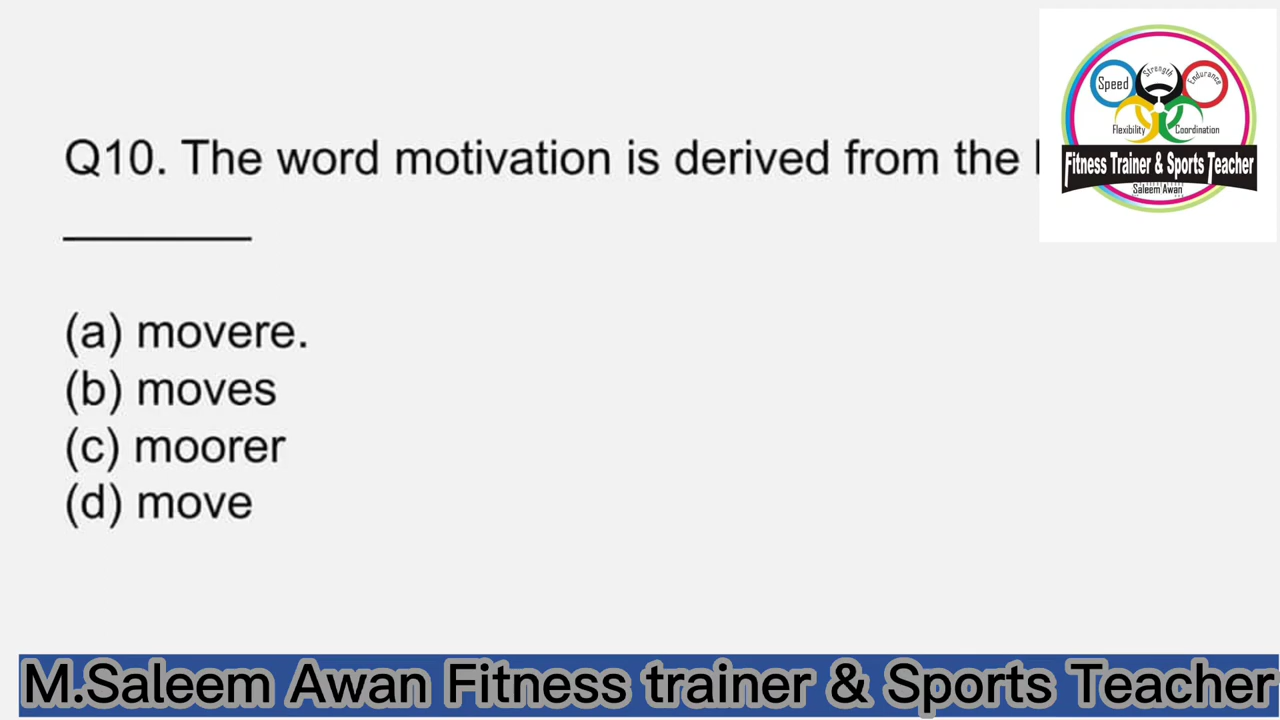 Q10. The word motivation is derived from the
________
(a) movere.
(b) moves
(c) moorer
(d) move
Strength
Speed
Endurance
Flexibility
Coordination
Fitness Trainer & Sports Teacher
Saleem Awan
M.Saleem Awan Fitness trainer & Sports Teacher